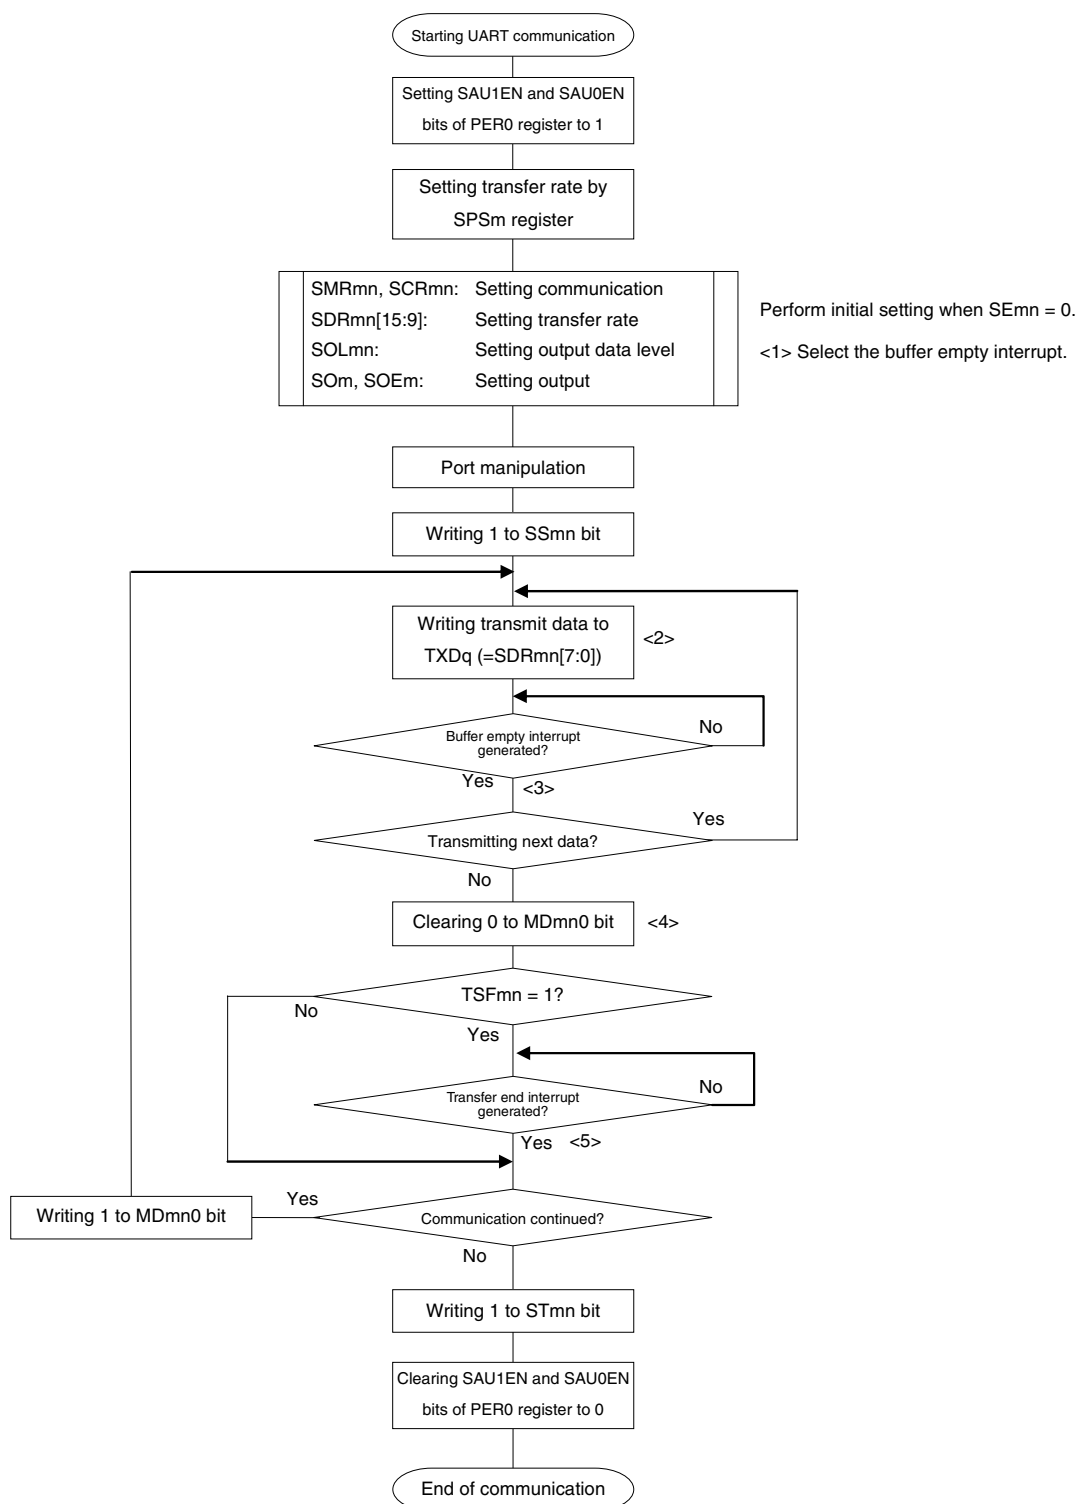 Starting UART communication
Setting SAU1EN and SAU0EN
bits of PER0 register to 1
Setting transfer rate by
SPSm register
SMRmn, SCRmn: Setting communication
SDRmn[15:9]: Setting transfer rate
SOLmn: Setting output data level
SOm, SOEm: Setting output
Perform initial setting when SEmn = 0.
<1> Select the buffer empty interrupt.
Port manipulation
Writing 1 to SSmn bit
Writing transmit data to
TXDq (=SDRmn[7:0])
<2>
No
Buffer empty interrupt
generated?
Yes
<3>
Yes
Transmitting next data?
No
Clearing 0 to MDmn0 bit
<4>
TSFmn = 1?
No
Yes
No
Transfer end interrupt
generated?
Yes
<5>
Yes
Writing 1 to MDmn0 bit
Communication continued?
No
Writing 1 to STmn bit
Clearing SAU1EN and SAU0EN
bits of PER0 register to 0
End of communication